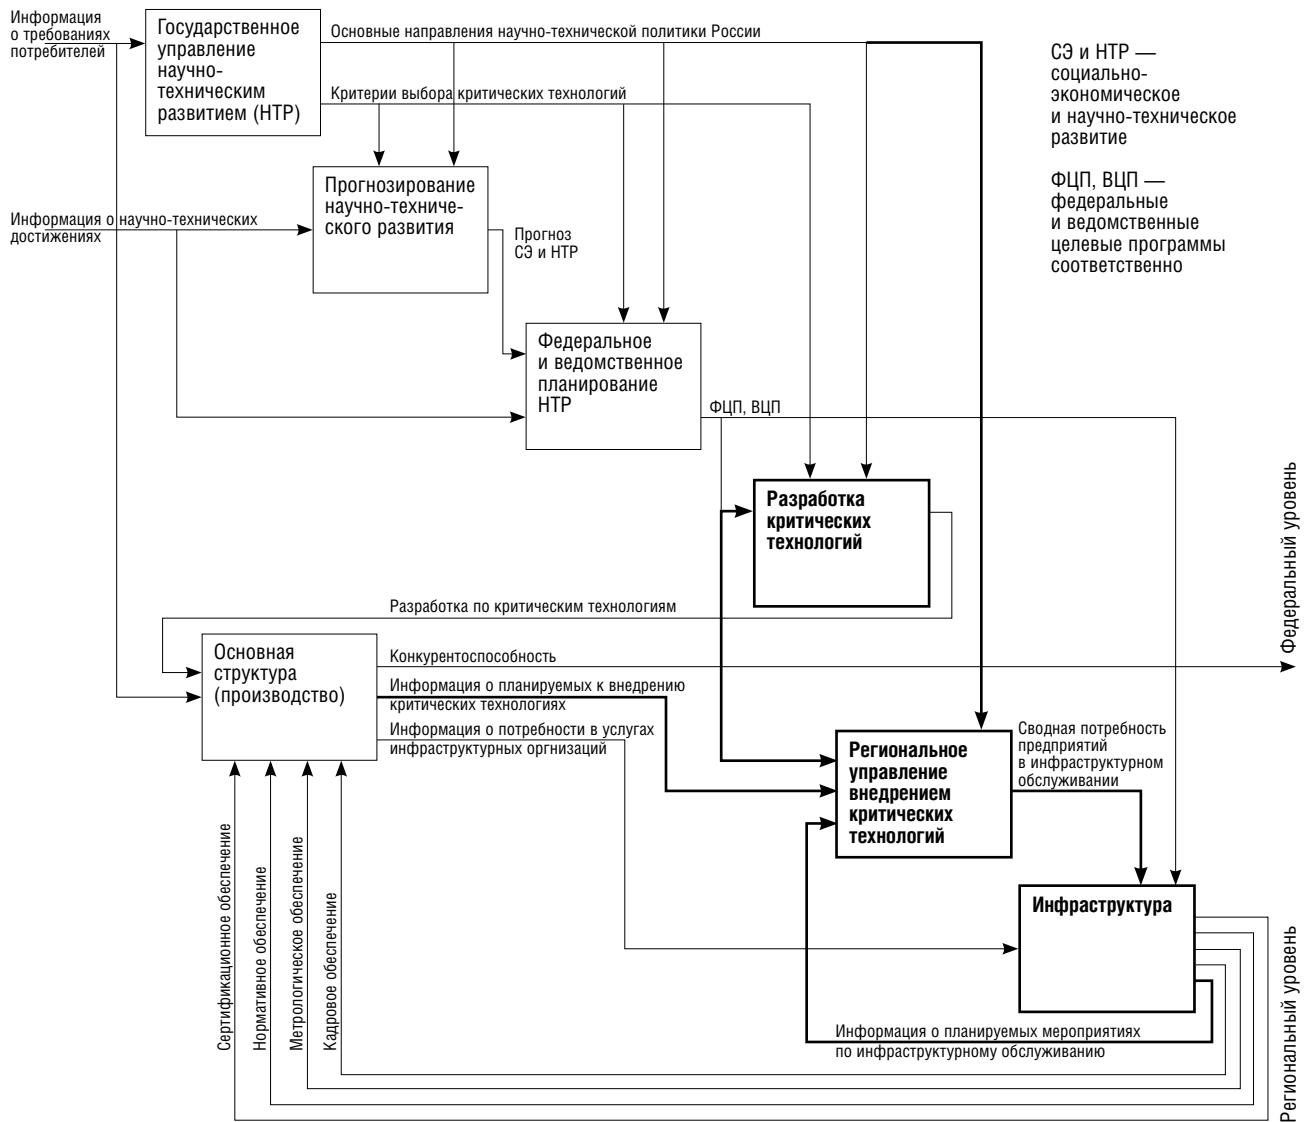 Информация
о требованиях
потребителей
Государственное
управление
научно-
техническим
развитием (НТР)
Основные направления научно-технической политики России
Критерии выбора критических технологий
СЭ и НТР —
социально-
экономическое
и научно-техническое
развитие
ФЦП, ВЦП —
федеральные
и ведомственные
целевые программы
соответственно
Прогнозирование
научно-техниче-
ского развития
Информация о научно-технических
достижениях
Прогноз
СЭ и НТР
Федеральное
и ведомственное
планирование
НТР
ФЦП, ВЦП
Разработка
критических
технологий
Федеральный уровень
Разработка по критическим технологиям
Основная
структура
(производство)
Конкурентоспособность
Информация о планируемых к внедрению
критических технологиях
Информация о потребности в услугах
инфраструктурных оргнизаций
Региональное
управление
внедрением
критических
технологий
Сводная потребность
предприятий
в инфраструктурном
обслуживании
Инфраструктура
Сертификационное обеспечение
Нормативное обеспечение
Метрологическое обеспечение
Кадровое обеспечение
Информация о планируемых мероприятиях
по инфраструктурному обслуживанию
Региональный уровень